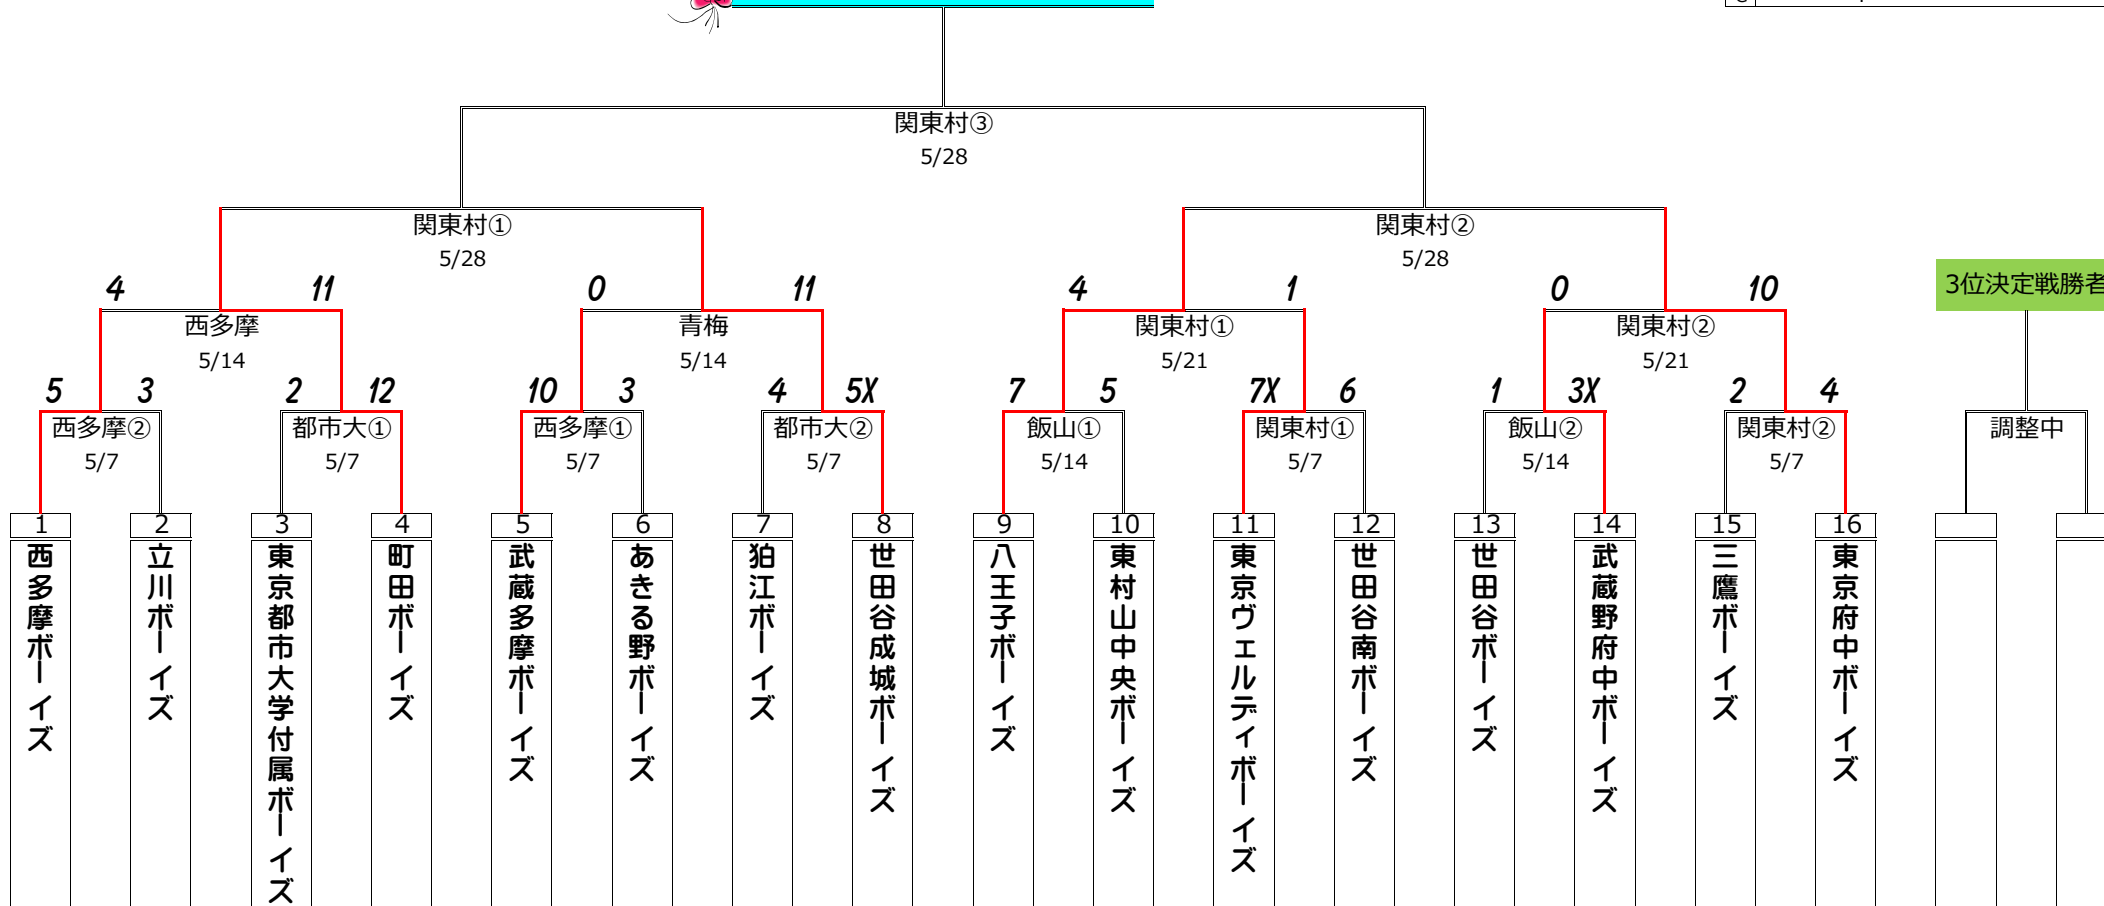 関東村③
5/28
関東村①
5/28
関東村②
5/28
3位決定戦勝者
4 11
西多摩
5/14
0 11
青梅
5/14
4 1
関東村①
5/21
0 10
関東村②
5/21
5 3
西多摩②
5/7
2 12
都市大①
5/7
10 3
西多摩①
5/7
4 5X
都市大②
5/7
7 5
飯山①
5/14
7X 6
関東村①
5/7
1 3X
飯山②
5/14
2 4
関東村②
5/7
調整中
1
西多摩ボーイズ
2
立川ボーイズ
3
東京都市大学付属ボーイズ
4
町田ボーイズ
5
武蔵多摩ボーイズ
6
あきる野ボーイズ
7
狛江ボーイズ
8
世田谷成城ボーイズ
9
八王子ボーイズ
10
東村山中央ボーイズ
11
東京ヴェルディボーイズ
12
世田谷南ボーイズ
13
世田谷ボーイズ
14
武蔵野府中ボーイズ
15
三鷹ボーイズ
16
東京府中ボーイズ